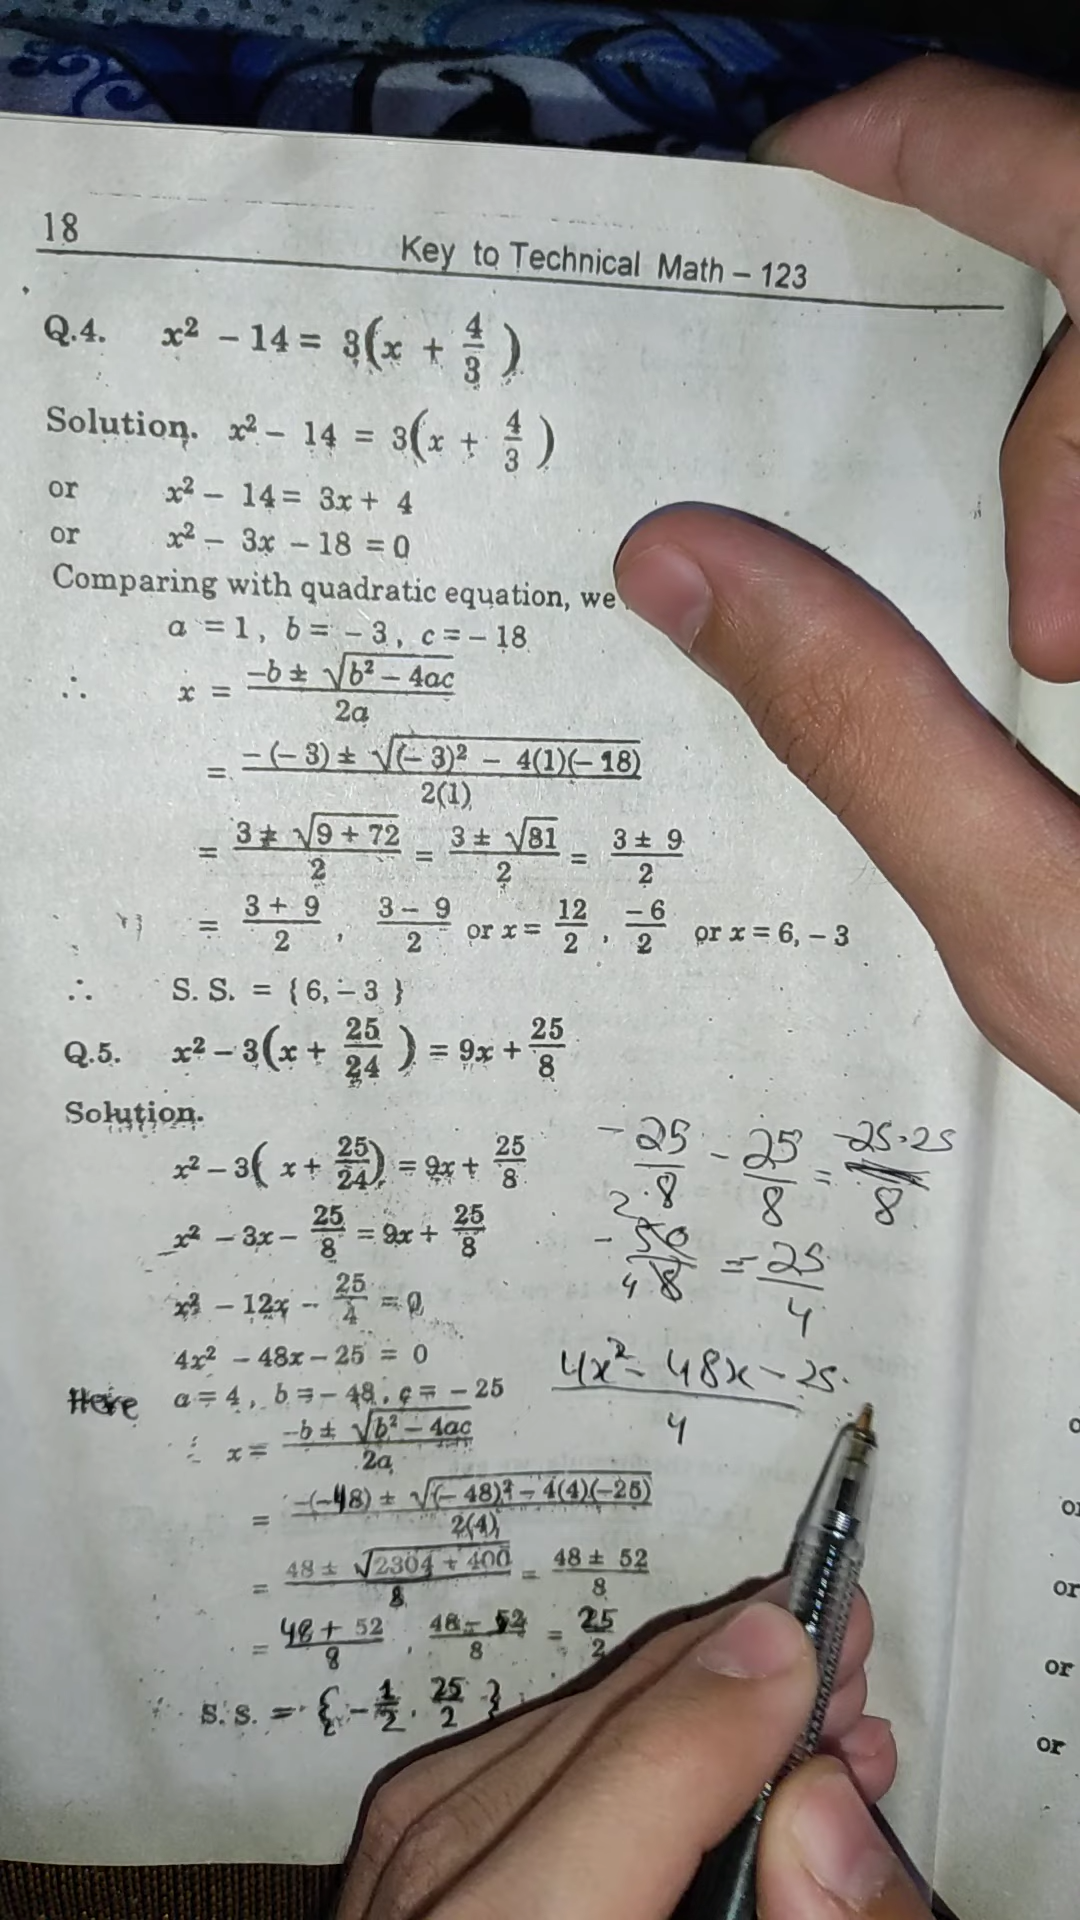 18
Key to Technical Math – 123
Q.4. x² – 14 = 3(x + 4/3)
Solution. x² – 14 = 3(x + 4/3)
or x² – 14 = 3x + 4
or x² – 3x – 18 = 0
Comparing with quadratic equation, we
a = 1, b = – 3, c = – 18
∴ x = (–b ± √(b² – 4ac))/2a
= (–(– 3) ± √((– 3)² – 4(1)(– 18)))/2(1)
= (3 ± √(9 + 72))/2 = (3 ± √81)/2 = (3 ± 9)/2
= (3 + 9)/2 , (3 – 9)/2 or x = 12/2 , –6/2 or x = 6, – 3
∴ S. S. = { 6, – 3 }
Q.5. x² – 3(x + 25/24) = 9x + 25/8
Solution.
x² – 3(x + 25/24) = 9x + 25/8
x² – 3x – 25/8 = 9x + 25/8
x² – 12x – 25/4 = 0
4x² – 48x – 25 = 0
Here a = 4, b = – 48, c = – 25
∴ x = (–b ± √(b² – 4ac))/2a
= (–(–48) ± √((– 48)² – 4(4)(–25)))/2(4)
= (48 ± √(2304 + 400))/8 = (48 ± 52)/8
= (48 + 52)/8 , (48 – 52)/8 = 25/2
S. S. = {–1/2, 25/2}
– 25/8 – 25/8 = –25·25/8
– 50/8 = –25/4
(4x² – 48x – 25)/4
or
or
or
or